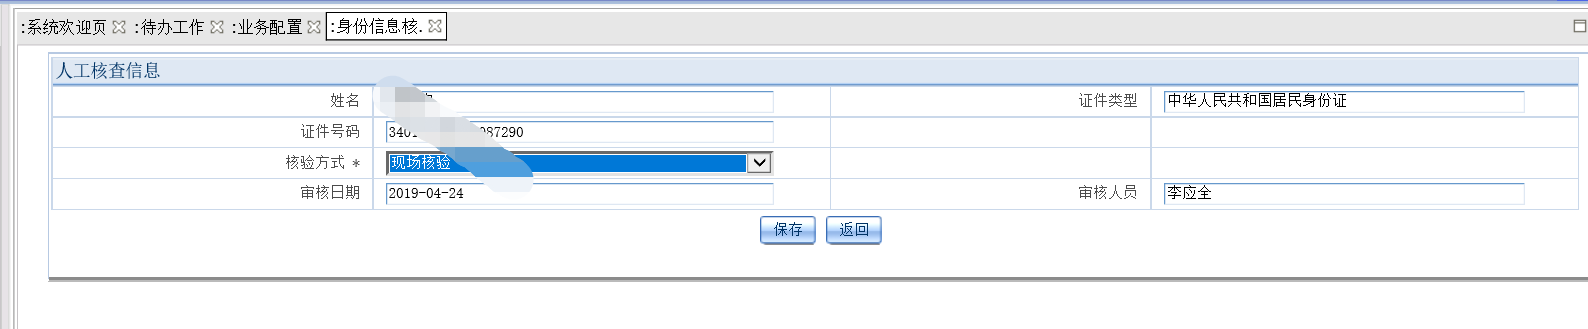 :系统欢迎页 :待办工作 :业务配置 :身份信息核.
人工核查信息
姓名 证件类型 中华人民共和国居民身份证
证件号码 3401 087290
核验方式 * 现场核验
审核日期 2019-04-24 审核人员 李应全
保存 返回